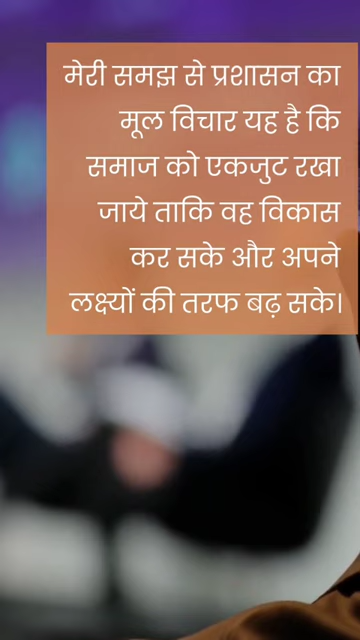 मेरी समझ से प्रशासन का
मूल विचार यह है कि
समाज को एकजुट रखा
जाये ताकि वह विकास
कर सके और अपने
लक्ष्यों की तरफ बढ़ सके।